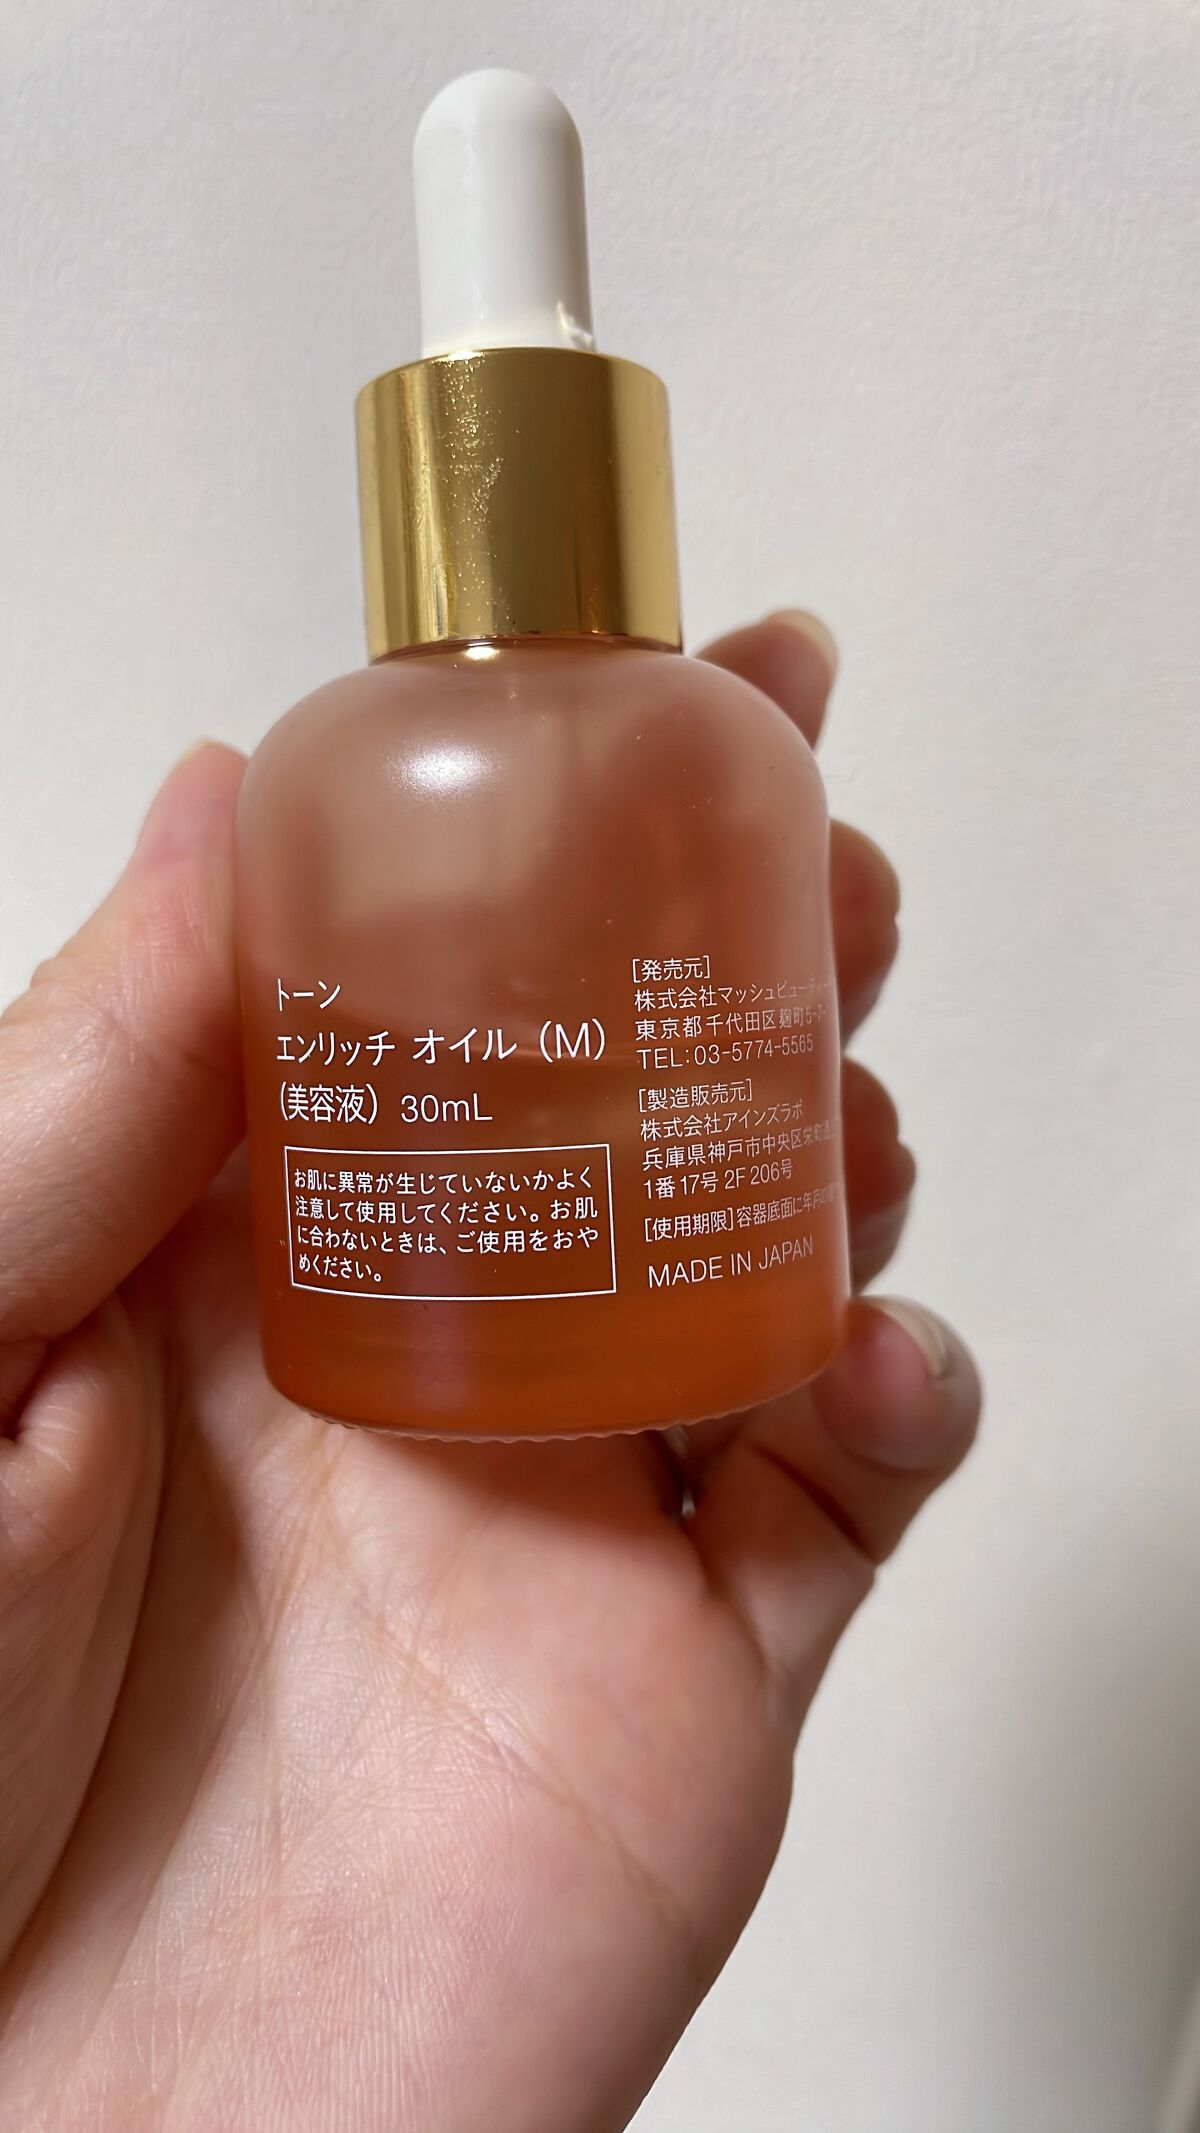 トーン
エンリッチ オイル（M）
（美容液） 30mL
お肌に異常が生じていないかよく
注意して使用してください。お肌
に合わないときは、ご使用をおや
めください。
[発売元]
株式会社マッシュビューティー
東京都千代田区麹町5-7-
TEL:03-5774-5565
[製造販売元]
株式会社アインズラボ
兵庫県神戸市中央区栄町通
1番17号 2F 206号
[使用期限]容器底面に年月
MADE IN JAPAN